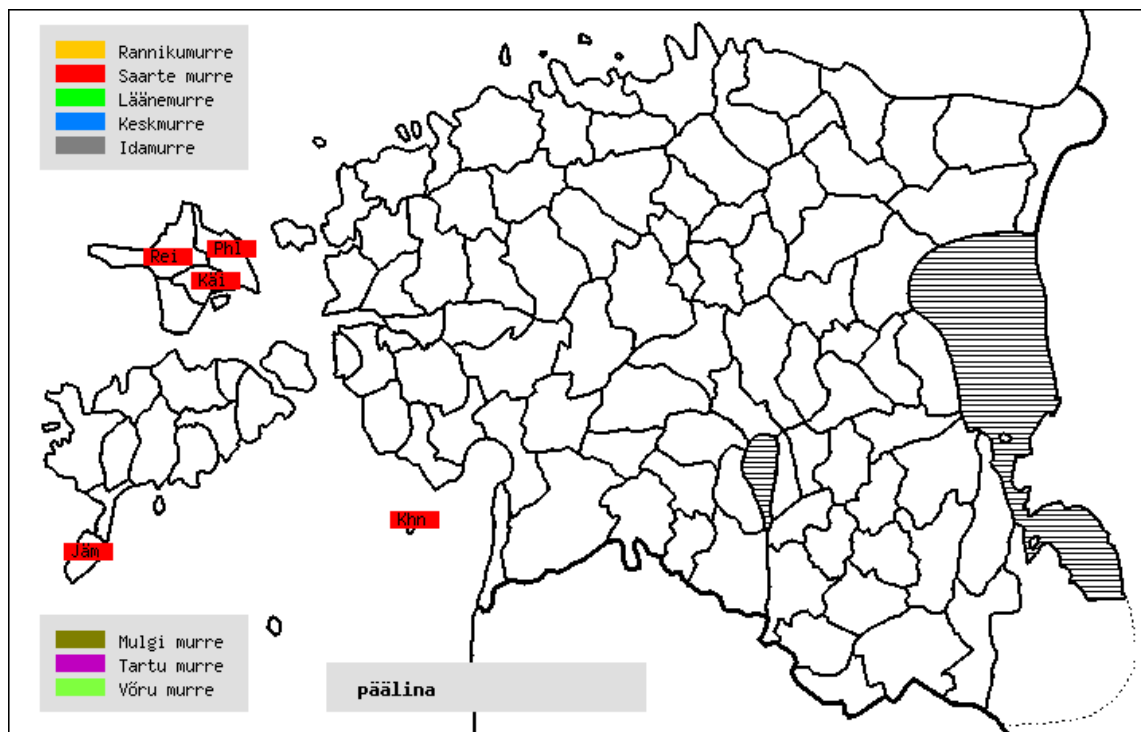 Rannikumurre
Saarte murre
Läänemurre
Keskmurre
Idamurre
Rei
Phl
Käi
Khn
Jäm
Mulgi murre
Tartu murre
Võru murre
päälina